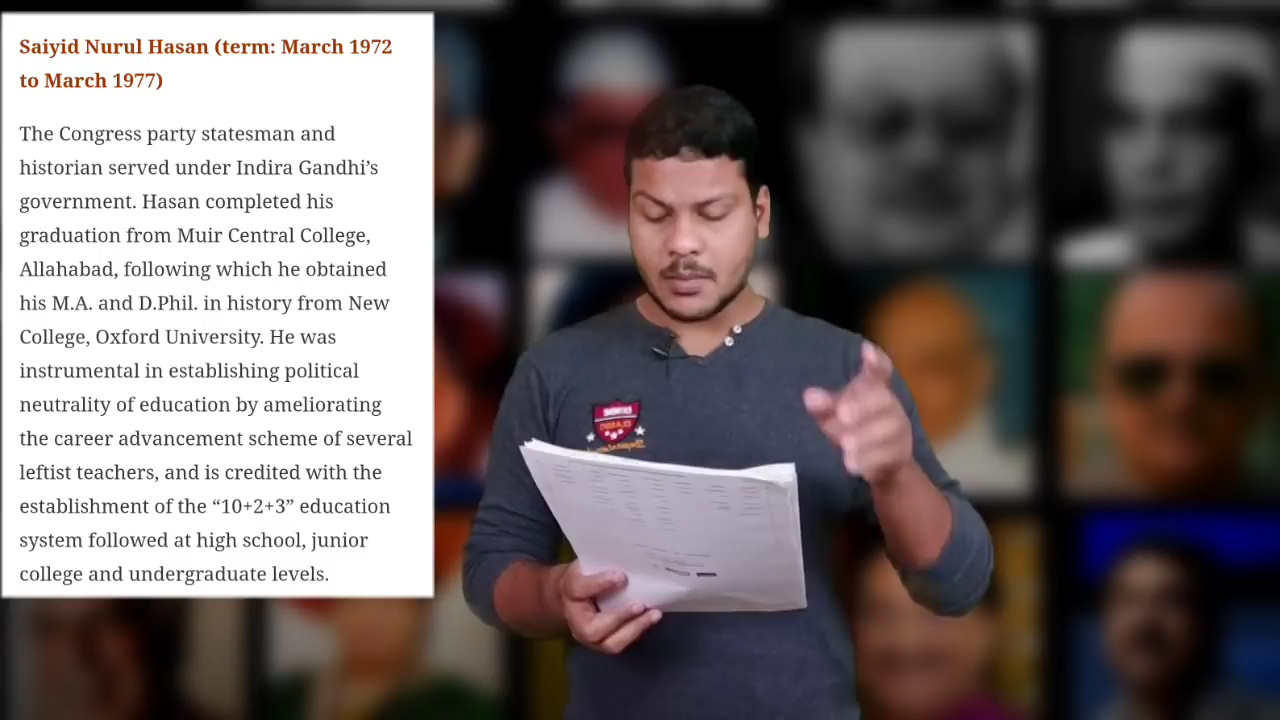 Saiyid Nurul Hasan (term: March 1972
to March 1977)
The Congress party statesman and
historian served under Indira Gandhi’s
government. Hasan completed his
graduation from Muir Central College,
Allahabad, following which he obtained
his M.A. and D.Phil. in history from New
College, Oxford University. He was
instrumental in establishing political
neutrality of education by ameliorating
the career advancement scheme of several
leftist teachers, and is credited with the
establishment of the “10+2+3” education
system followed at high school, junior
college and undergraduate levels.